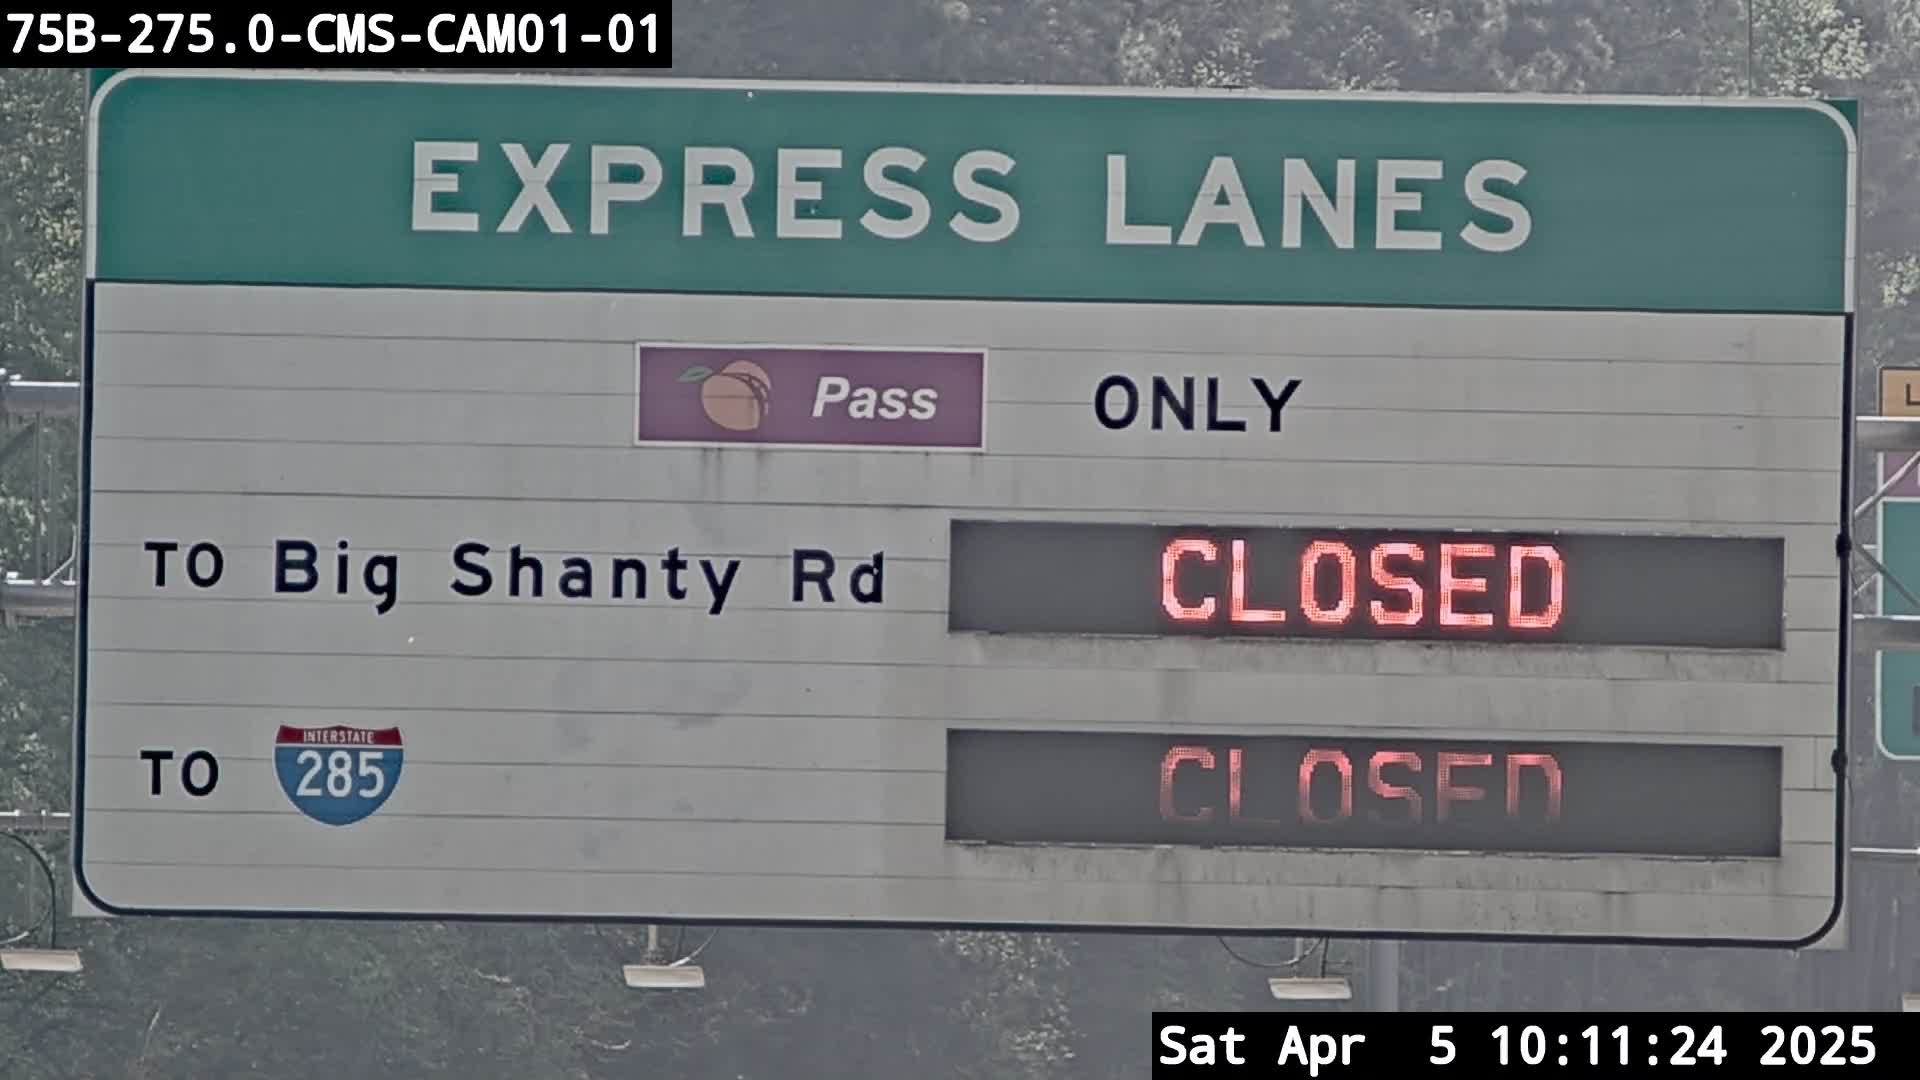 75B-275.0-CMS-CAM01-01
EXPRESS LANES
Pass ONLY
TO Big Shanty Rd CLOSED
TO INTERSTATE 285 CLOSED
Sat Apr 5 10:11:24 2025